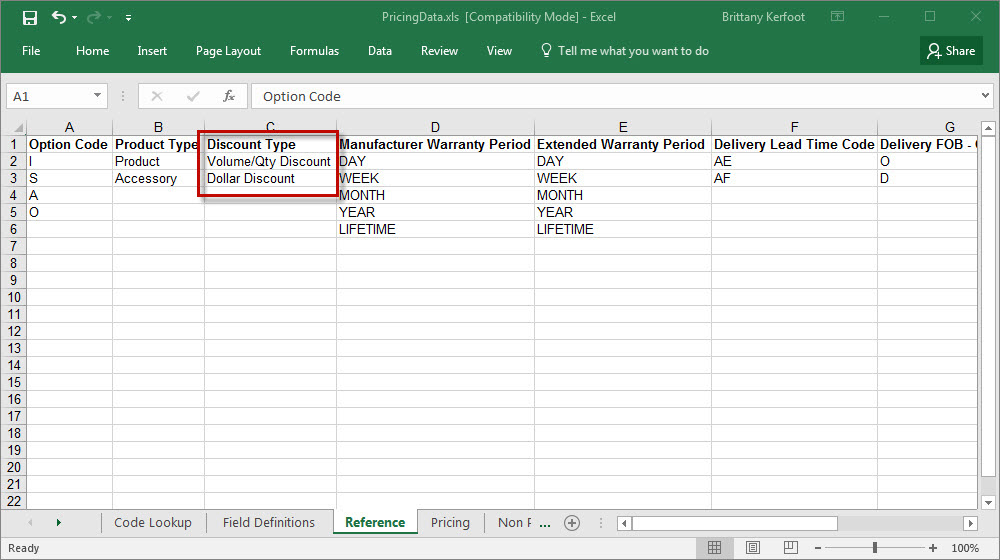 PricingData.xls [Compatibility Mode] - Excel Brittany Kerfoot
File Home Insert Page Layout Formulas Data Review View Tell me what you want to do Share
A1 fx Option Code
A B C D E F G
1 Option Code Product Type Discount Type Manufacturer Warranty Period Extended Warranty Period Delivery Lead Time Code Delivery FOB -
2 I Product Volume/Qty Discount DAY DAY AE O
3 S Accessory Dollar Discount WEEK WEEK AF D
4 A MONTH MONTH
5 O YEAR YEAR
6 LIFETIME LIFETIME
7
8
9
10
11
12
13
14
15
16
17
18
19
20
21
22
Code Lookup Field Definitions Reference Pricing Non ...
Ready 100%